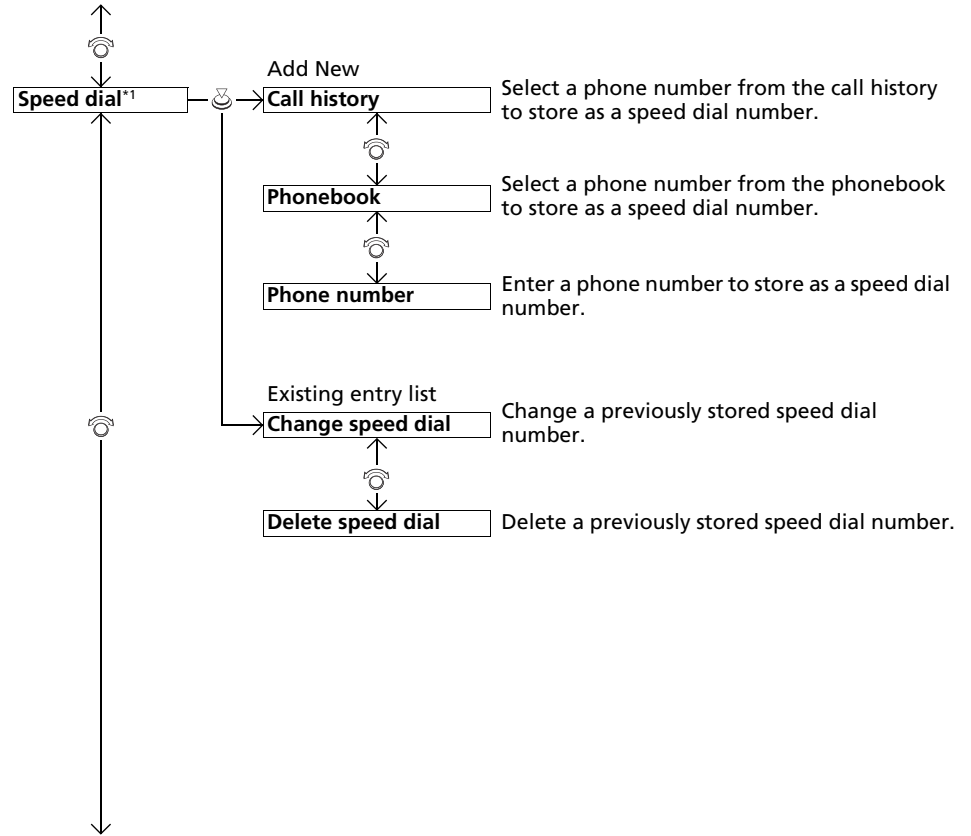 Add New
Speed dial*1
Call history
Select a phone number from the call history
to store as a speed dial number.
Phonebook
Select a phone number from the phonebook
to store as a speed dial number.
Phone number
Enter a phone number to store as a speed dial
number.
Existing entry list
Change speed dial
Change a previously stored speed dial
number.
Delete speed dial
Delete a previously stored speed dial number.